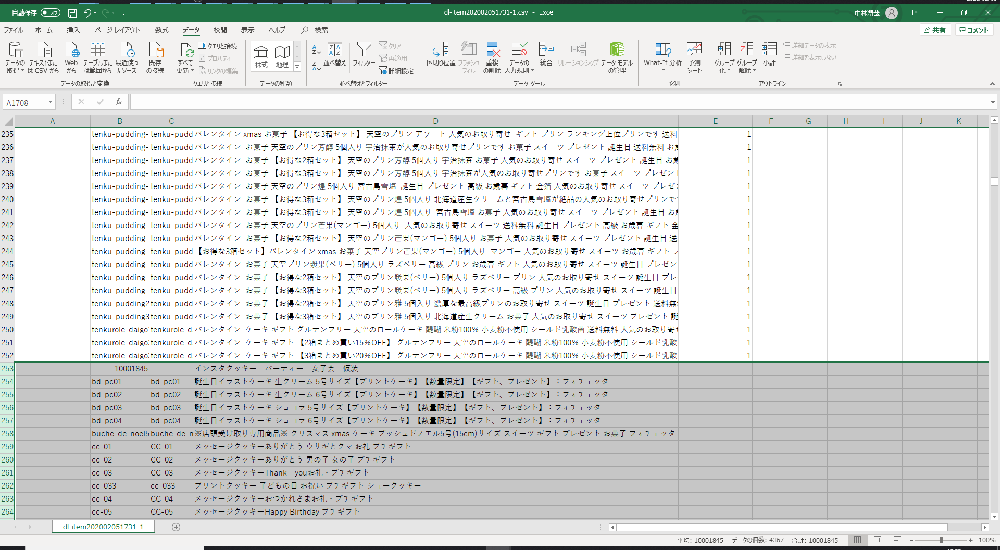 自動保存 オフ
dl-item202002051731-1.csv - Excel
中林潤哉
ファイル ホーム 挿入 ページ レイアウト 数式 データ 校閲 表示 ヘルプ 検索
共有 コメント
データの取得 テキストまたは CSV から Web から テーブルまたは範囲から 最近使ったソース 既存の接続
データの取得と変換
すべて更新 クエリと接続 プロパティ リンクの編集
クエリと接続
株式 地理
データの種類
並べ替え フィルター クリア 再適用 詳細設定
並べ替えとフィルター
区切り位置 フラッシュ フィル 重複の削除 データの入力規則 統合 リレーションシップ データ モデルの管理
データ ツール
What-If 分析 予測シート
予測
グループ化 グループ解除 小計 詳細データの表示 詳細を表示しない
アウトライン
A1708 fx
A B C D E F G H I J K
235 tenku-pudding- tenku-pudd バレンタイン xmas お菓子 【お得な3箱セット】 天空のプリン アソート 人気のお取り寄せ ギフト プリン ランキング上位プリンです 送料 1
236 tenku-pudding- tenku-pudd バレンタイン お菓子 天空のプリン芳醇 5個入り 宇治抹茶が人気のお取り寄せプリンです お菓子 スイーツ プレゼント 誕生日 送料無料 お歳 1
237 tenku-pudding- tenku-pudd バレンタイン お菓子 【お得な2箱セット】 天空のプリン芳醇 5個入り 宇治抹茶 お菓子 人気のお取り寄せ スイーツ プレゼント 誕生日 お歳 1
238 tenku-pudding- tenku-pudd バレンタイン お菓子 【お得な3箱セット】 天空のプリン芳醇 5個入り 宇治抹茶が人気のお取り寄せプリンです お菓子 スイーツ プレゼント 1
239 tenku-pudding- tenku-pudd バレンタイン お菓子 天空のプリン煌 5個入り 宮古島雪塩 誕生日 プレゼント 高級 お歳暮 ギフト 金箔 人気のお取り寄せ スイーツ プレゼン 1
240 tenku-pudding- tenku-pudd バレンタイン お菓子 【お得な3箱セット】 天空のプリン煌 5個入り 北海道産生クリームと宮古島雪塩が絶品の人気のお取り寄せプリンで 1
241 tenku-pudding- tenku-pudd バレンタイン お菓子 【お得な3箱セット】 天空のプリン煌 5個入り 宮古島雪塩 お菓子 人気のお取り寄せ スイーツ プレゼント 誕生日 お歳 1
242 tenku-pudding- tenku-pudd バレンタイン お菓子 天空のプリン芒果(マンゴー) 5個入り 人気のお取り寄せ スイーツ 送料無料 誕生日 プレゼント 高級 お歳暮 ギフト 金 1
243 tenku-pudding- tenku-pudd バレンタイン お菓子 【お得な2箱セット】 天空のプリン芒果(マンゴー) 5個入り お菓子 人気のお取り寄せ スイーツ プレゼント 誕生日 送 1
244 tenku-pudding- tenku-pudd 【お得な3箱セット】バレンタイン xmas お菓子 天空プリン芒果(マンゴー) 5個入り マンゴー 人気のお取り寄せ スイーツ お歳暮 ギフト プ 1
245 tenku-pudding- tenku-pudd バレンタイン お菓子 天空プリン漿果(ベリー) 5個入り ラズベリー 高級 プリン お歳暮 ギフト 人気のお取り寄せ スイーツ 誕生日 プレゼン 1
246 tenku-pudding- tenku-pudd バレンタイン お菓子 【お得な2箱セット】 天空のプリン漿果(ベリー) 5個入り ラズベリー プリン 人気のお取り寄せ スイーツ 誕生日 プレ 1
247 tenku-pudding- tenku-pudd バレンタイン お菓子 【お得な3箱セット】 天空のプリン漿果(ベリー) 5個入り ラズベリー 高級 プリン 人気のお取り寄せ スイーツ 誕生日 1
248 tenku-pudding2 tenku-pudd バレンタイン お菓子 【お得な2箱セット】 天空のプリン雅 5個入り 濃厚な最高級プリンのお取り寄せ スイーツ 誕生日 プレゼント 送料無 1
249 tenku-pudding3 tenku-pudd バレンタイン お菓子 【お得な3箱セット】 天空のプリン雅 5個入り 北海道産生クリーム お菓子 人気のお取り寄せ スイーツ プレゼント 誕 1
250 tenkurole-daigo tenkurole-d バレンタイン ケーキ ギフト グルテンフリー 天空のロールケーキ 醍醐 米粉100% 小麦粉不使用 シールド乳酸菌 送料無料 人気のお取り寄せ 1
251 tenkurole-daigo tenkurole-d バレンタイン ケーキ ギフト 【2箱まとめ買い15%OFF】 グルテンフリー 天空のロールケーキ 醍醐 米粉100% 小麦粉不使用 シールド乳酸 1
252 tenkurole-daigo tenkurole-d バレンタイン ケーキ ギフト 【3箱まとめ買い20%OFF】 グルテンフリー 天空のロールケーキ 醍醐 米粉100% 小麦粉不使用 シールド乳酸 1
253 10001845 インスタクッキー パーティー 女子会 仮装
254 bd-pc01 bd-pc01 誕生日イラストケーキ 生クリーム 5号サイズ【プリントケーキ】【数量限定】【ギフト、プレゼント】：フォチェッタ
255 bd-pc02 bd-pc02 誕生日イラストケーキ 生クリーム 6号サイズ【プリントケーキ】【数量限定】【ギフト、プレゼント】：フォチェッタ
256 bd-pc03 bd-pc03 誕生日イラストケーキ ショコラ 5号サイズ【プリントケーキ】【数量限定】【ギフト、プレゼント】：フォチェッタ
257 bd-pc04 bd-pc04 誕生日イラストケーキ ショコラ 6号サイズ【プリントケーキ】【数量限定】【ギフト、プレゼント】：フォチェッタ
258 buche-de-noel5 buche-de-n ※店頭受け取り専用商品※ クリスマス xmas ケーキ ブッシュドノエル5号(15cm)サイズ スイーツ ギフト プレゼント お菓子 フォチェッタ
259 cc-01 CC-01 メッセージクッキーありがとう ウサギとクマ お礼 プチギフト
260 cc-02 CC-02 メッセージクッキーありがとう 男の子 女の子 プチギフト
261 cc-03 CC-03 メッセージクッキーThank youお礼・プチギフト
262 cc-033 cc-033 プリントクッキー 子どもの日 お祝い プチギフト ショークッキー
263 cc-04 CC-04 メッセージクッキーおつかれさまお礼・プチギフト
264 cc-05 CC-05 メッセージクッキーHappy Birthday プチギフト
dl-item202002051731-1
平均: 10001845 データの個数: 4367 合計: 10001845 100%